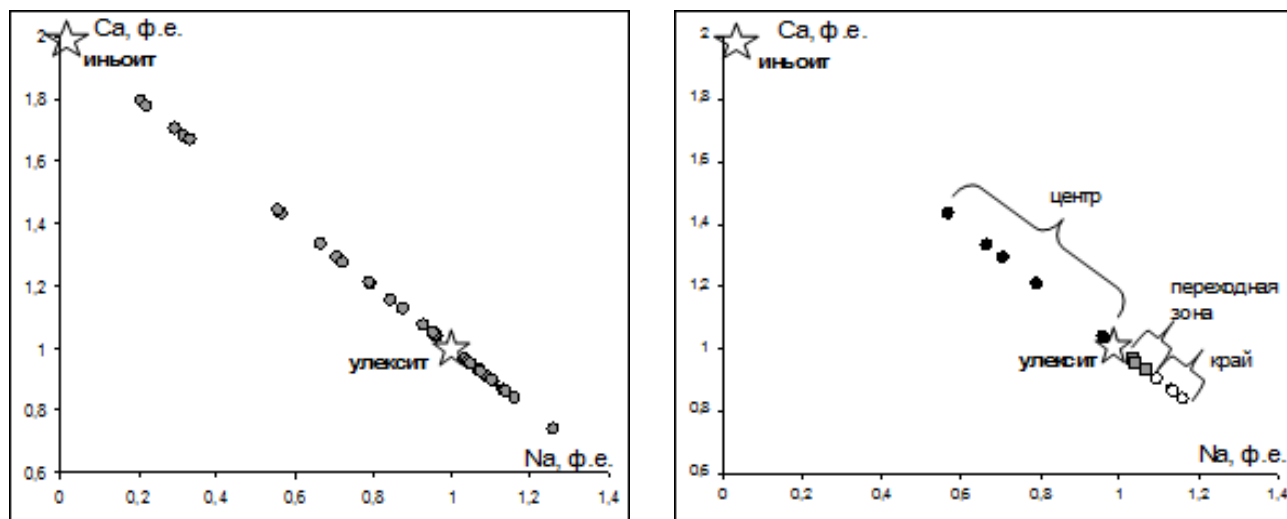 Ca, ф.е.
иньоит
2
1,8
1,6
1,4
1,2
1
0,8
0,6
улексит
Na, ф.е.
0
0,2
0,4
0,6
0,8
1
1,2
1,4
Ca, ф.е.
иньоит
2
1,8
1,6
1,4
1,2
1
0,8
0,6
центр
переходная
зона
улексит
край
Na, ф.е.
0
0,2
0,4
0,6
0,8
1
1,2
1,4